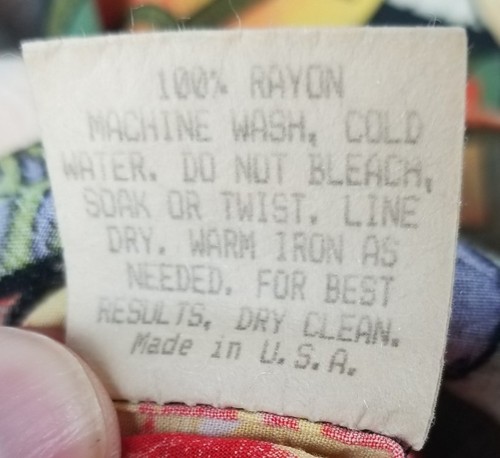 100% RAYON
MACHINE WASH, COLD
WATER. DO NOT BLEACH,
SOAK OR TWIST. LINE
DRY. WARM IRON AS
NEEDED. FOR BEST
RESULTS, DRY CLEAN.
Made in U.S.A.